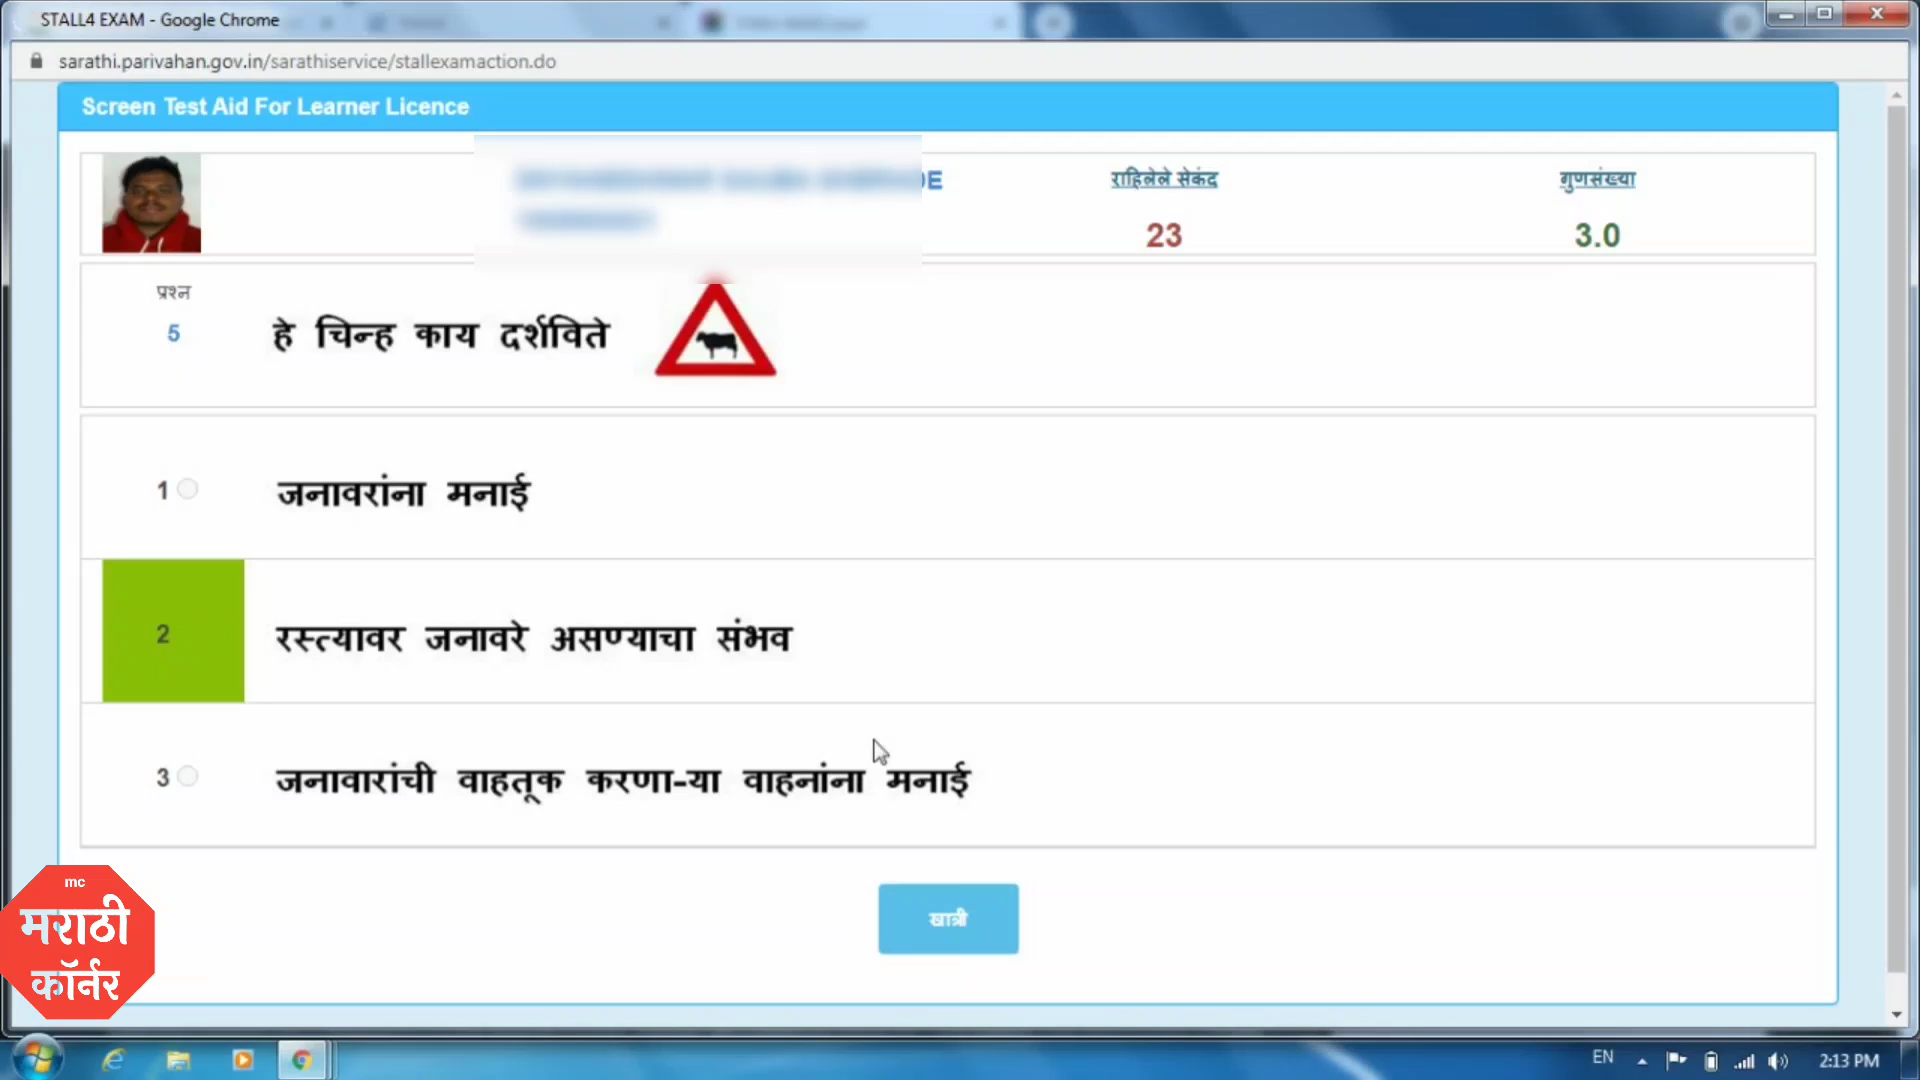 STALL4 EXAM - Google Chrome
sarathi.parivahan.gov.in/sarathiservice/stallexamaction.do
Screen Test Aid For Learner Licence
DE
राहिलेले सेकंद
गुणसंख्या
23
3.0
प्रश्न
5
हे चिन्ह काय दर्शविते
1
जनावरांना मनाई
2
रस्त्यावर जनावरे असण्याचा संभव
3
जनावारांची वाहतूक करणा-या वाहनांना मनाई
खात्री
mc
मराठी
कॉर्नर
EN
2:13 PM